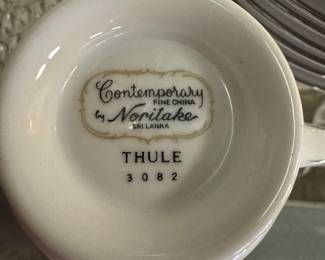 Contemporary
FINE CHINA
by Noritake
SRI LANKA
THULE
3082